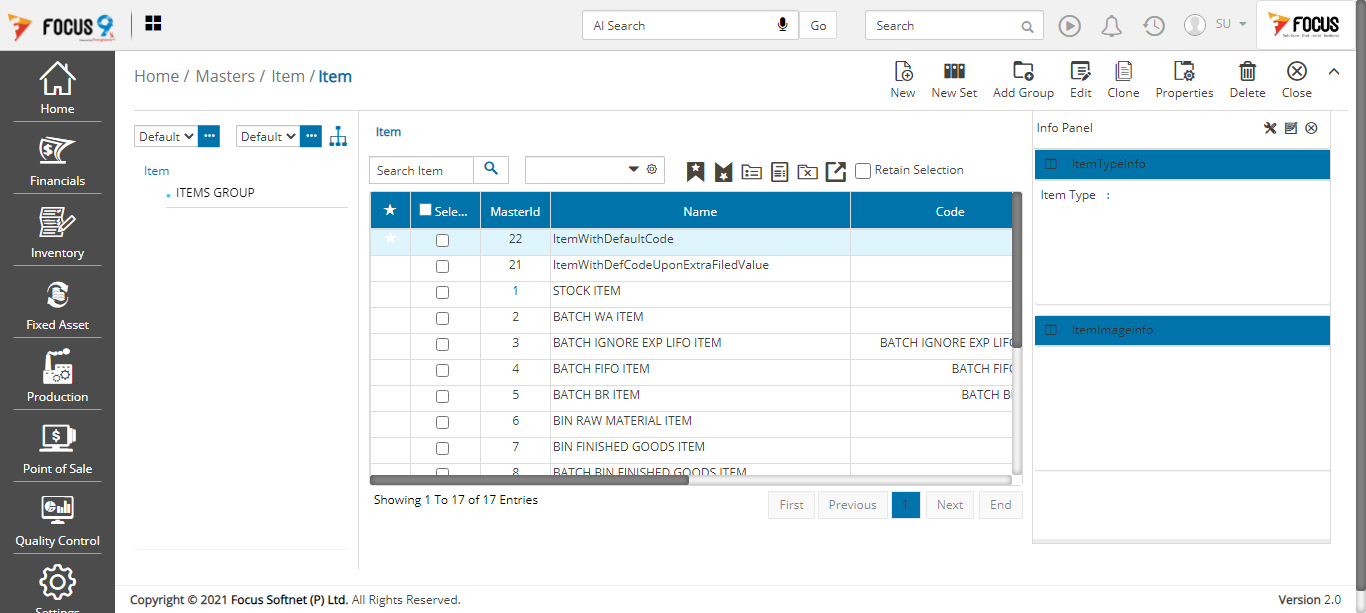 FOCUS 9
AI Search
Go
Search
SU
FOCUS
Home / Masters / Item / Item
New
New Set
Add Group
Edit
Clone
Properties
Delete
Close
Home
Financials
Inventory
Fixed Asset
Production
Point of Sale
Quality Control
Settings
Default
Default
Item
ITEMS GROUP
Item
Search Item
Retain Selection
Sele... MasterId Name Code
22 ItemWithDefaultCode
21 ItemWithDefCodeUponExtraFiledValue
1 STOCK ITEM
2 BATCH WA ITEM
3 BATCH IGNORE EXP LIFO ITEM BATCH IGNORE EXP LIFO
4 BATCH FIFO ITEM BATCH FIFO
5 BATCH BR ITEM BATCH B
6 BIN RAW MATERIAL ITEM
7 BIN FINISHED GOODS ITEM
8 BATCH BIN FINISHED GOODS ITEM
Showing 1 To 17 of 17 Entries
First
Previous
1
Next
End
Info Panel
ItemTypeinfo
Item Type :
ItemImageinfo
Copyright © 2021 Focus Softnet (P) Ltd. All Rights Reserved.
Version 2.0